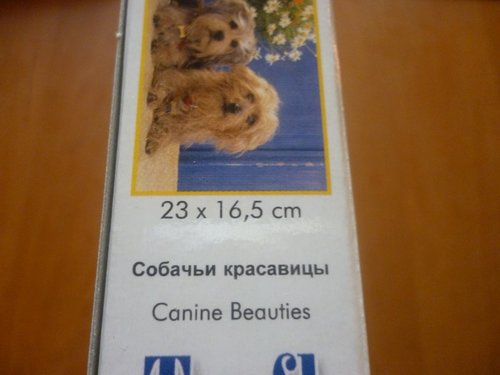 23 x 16,5 cm
Собачьи красавицы
Canine Beauties